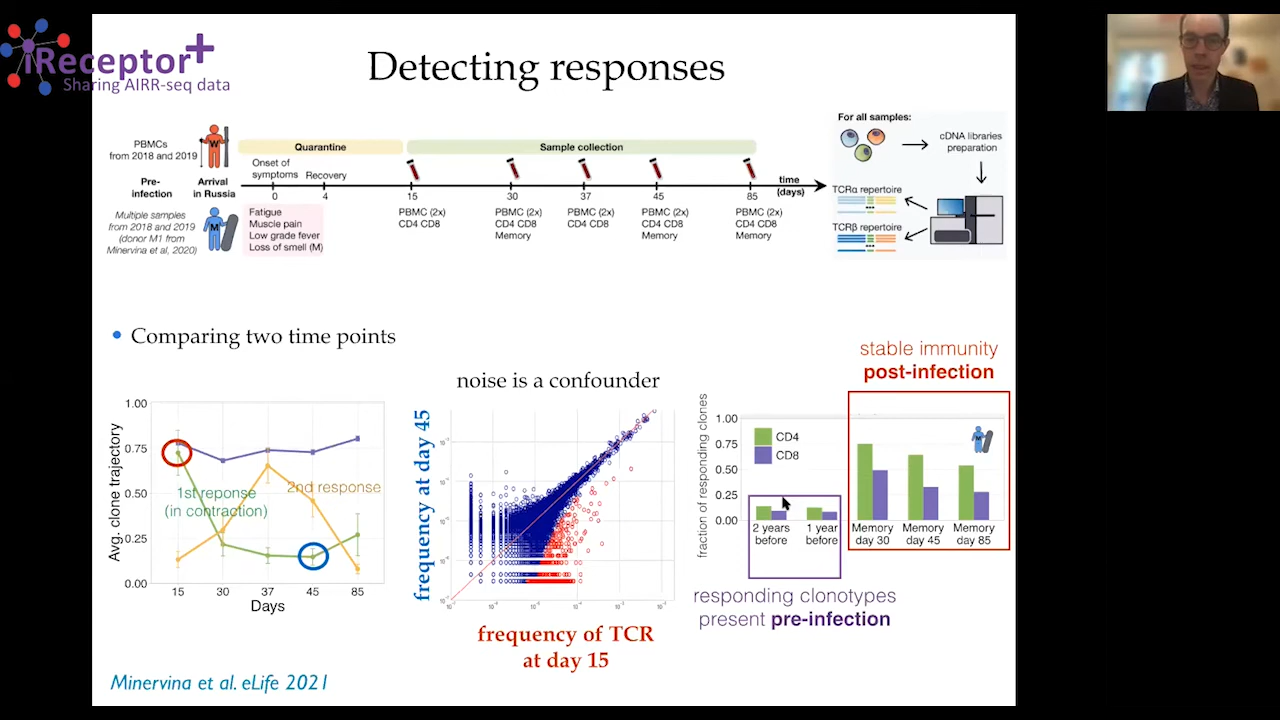 iReceptor+
Sharing AIRR-seq data
Detecting responses
PBMCs
from 2018 and 2019
W
Pre-
infection
Arrival
in Russia
Multiple samples
from 2018 and 2019
(donor M1 from
Minervina et al, 2020)
M
Quarantine
Sample collection
Onset of
symptoms
Recovery
time
(days)
0
4
15
30
37
45
85
Fatigue
Muscle pain
Low grade fever
Loss of smell (M)
PBMC (2x)
CD4 CD8
PBMC (2x)
CD4 CD8
Memory
PBMC (2x)
CD4 CD8
PBMC (2x)
CD4 CD8
Memory
PBMC (2x)
CD4 CD8
Memory
For all samples:
cDNA libraries
preparation
TCRα repertoire
TCRβ repertoire
• Comparing two time points
Avg. clone trajectory
1.00
0.75
0.50
0.25
0.00
1st reponse
(in contraction)
2nd response
15
30
37
45
85
Days
noise is a confounder
frequency at day 45
frequency of TCR
at day 15
stable immunity
post-infection
fraction of responding clones
1.00
0.75
0.50
0.25
0.00
CD4
CD8
M
2 years
before
1 year
before
Memory
day 30
Memory
day 45
Memory
day 85
responding clonotypes
present pre-infection
Minervina et al. eLife 2021